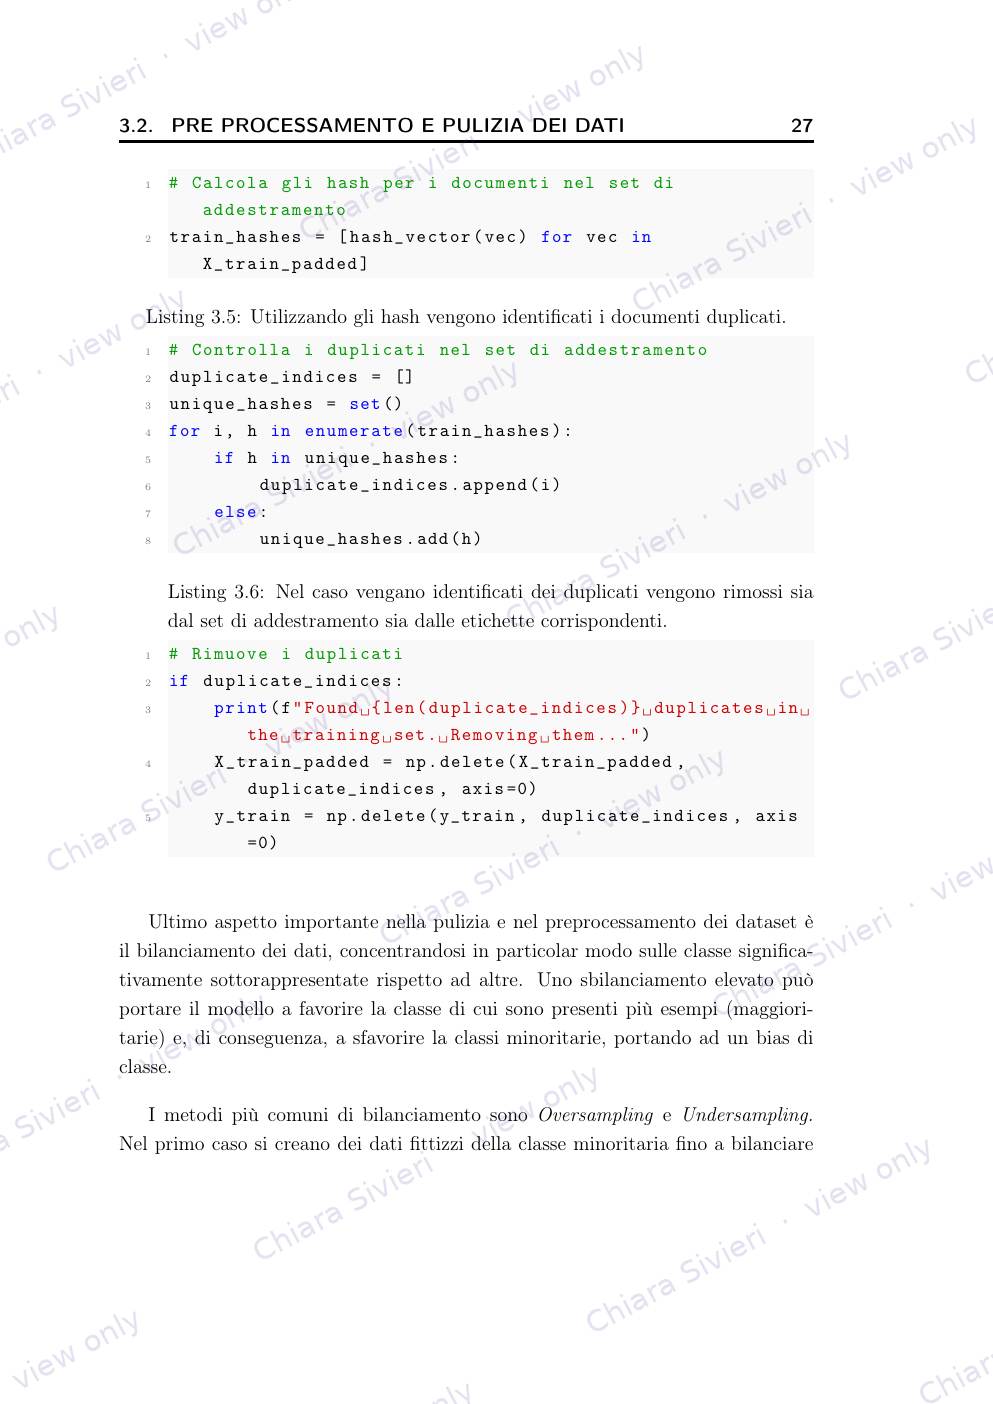 3.2. PRE PROCESSAMENTO E PULIZIA DEI DATI 27
1 # Calcola gli hash per i documenti nel set di
addestramento
2 train_hashes = [hash_vector(vec) for vec in
X_train_padded]
Listing 3.5: Utilizzando gli hash vengono identificati i documenti duplicati.
1 # Controlla i duplicati nel set di addestramento
2 duplicate_indices = []
3 unique_hashes = set()
4 for i, h in enumerate(train_hashes):
5 if h in unique_hashes:
6 duplicate_indices.append(i)
7 else:
8 unique_hashes.add(h)
Listing 3.6: Nel caso vengano identificati dei duplicati vengono rimossi sia
dal set di addestramento sia dalle etichette corrispondenti.
1 # Rimuove i duplicati
2 if duplicate_indices:
3 print(f"Found␣{len(duplicate_indices)}␣duplicates␣in␣
the␣training␣set.␣Removing␣them...")
4 X_train_padded = np.delete(X_train_padded,
duplicate_indices, axis=0)
5 y_train = np.delete(y_train, duplicate_indices, axis
=0)
Ultimo aspetto importante nella pulizia e nel preprocessamento dei dataset è
il bilanciamento dei dati, concentrandosi in particolar modo sulle classe significa-
tivamente sottorappresentate rispetto ad altre. Uno sbilanciamento elevato può
portare il modello a favorire la classe di cui sono presenti più esempi (maggiori-
tarie) e, di conseguenza, a sfavorire la classi minoritarie, portando ad un bias di
classe.
I metodi più comuni di bilanciamento sono Oversampling e Undersampling.
Nel primo caso si creano dei dati fittizzi della classe minoritaria fino a bilanciare
Chiara Sivieri · view only